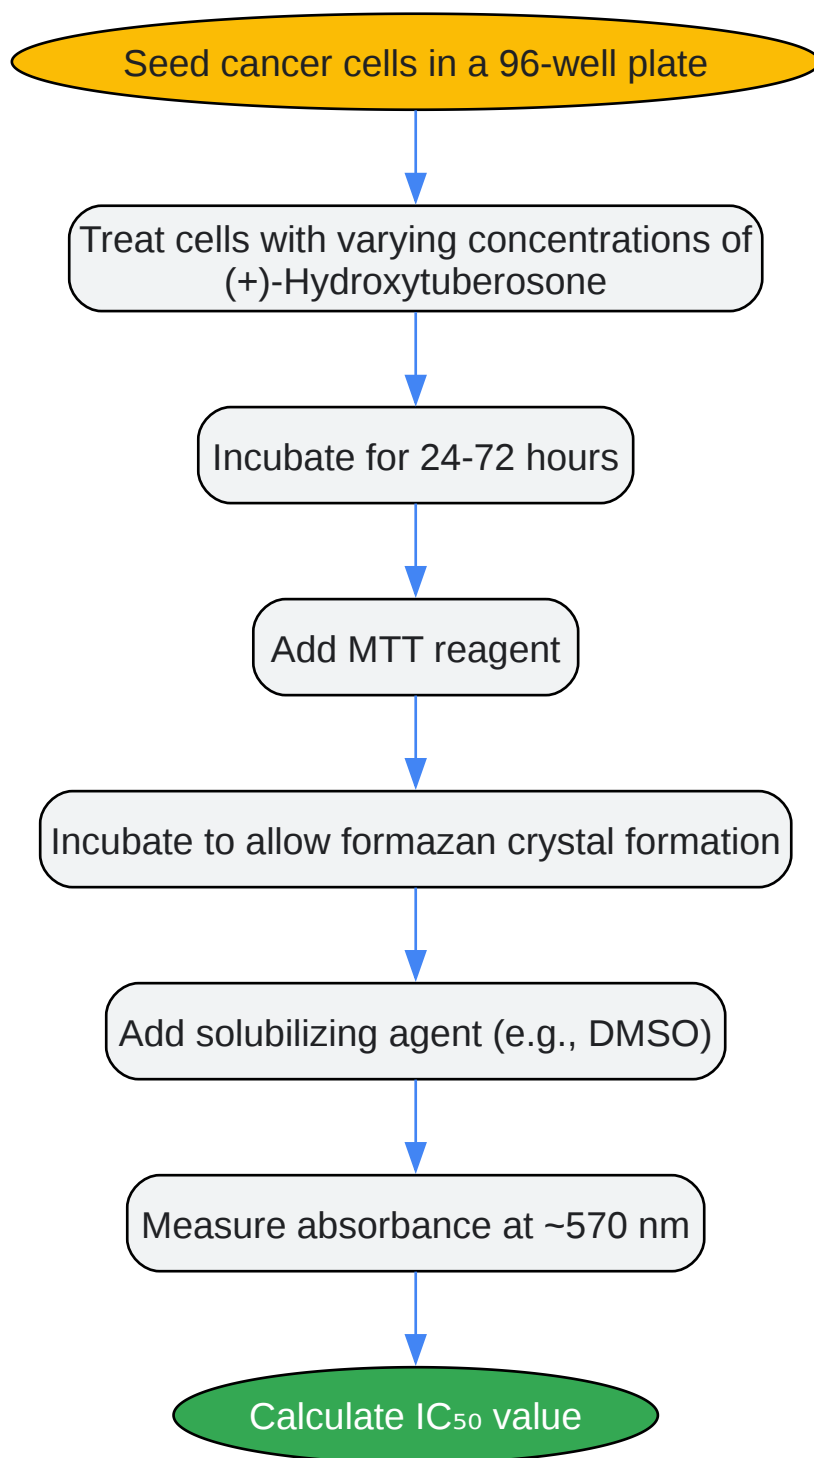 Seed cancer cells in a 96-well plate
Treat cells with varying concentrations of
(+)-Hydroxytuberosone
Incubate for 24-72 hours
Add MTT reagent
Incubate to allow formazan crystal formation
Add solubilizing agent (e.g., DMSO)
Measure absorbance at ~570 nm
Calculate IC₅₀ value